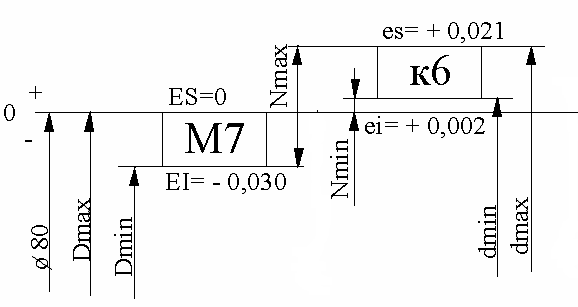 es= + 0,021
к6
Nmax
+
ES=0
0
-
M7
ei= + 0,002
EI= - 0,030
Nmin
ø 80
Dmax
Dmin
dmin
dmax